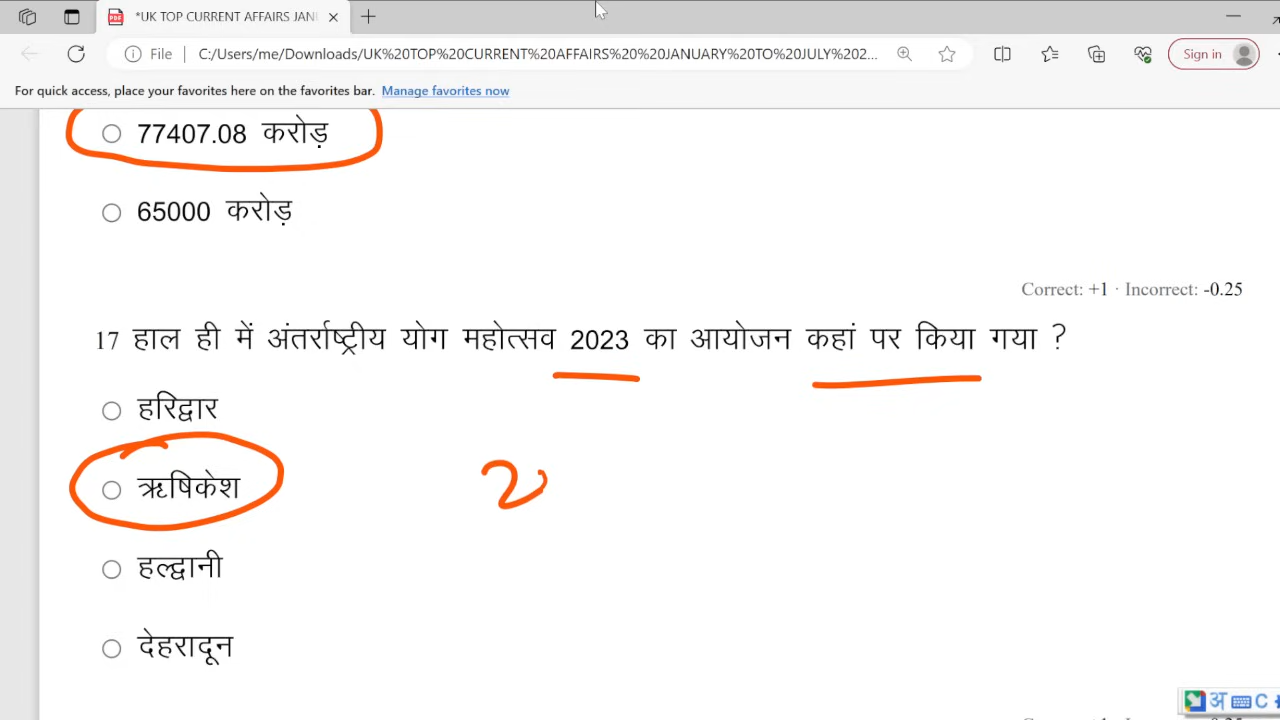 *UK TOP CURRENT AFFAIRS JAN
File C:/Users/me/Downloads/UK%20TOP%20CURRENT%20AFFAIRS%20%20JANUARY%20TO%20JULY%202... Sign in
For quick access, place your favorites here on the favorites bar. Manage favorites now
77407.08 करोड़
65000 करोड़
Correct: +1 · Incorrect: -0.25
17 हाल ही में अंतर्राष्ट्रीय योग महोत्सव 2023 का आयोजन कहां पर किया गया ?
हरिद्वार
ऋषिकेश
हल्द्वानी
देहरादून
अ